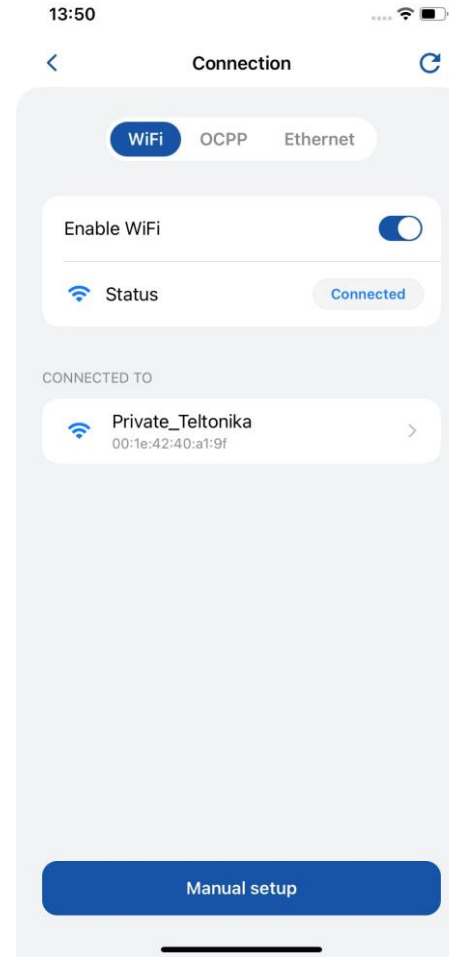 13:50
Connection
WiFi OCPP Ethernet
Enable WiFi
Status Connected
CONNECTED TO
Private_Teltonika
00:1e:42:40:a1:9f
Manual setup